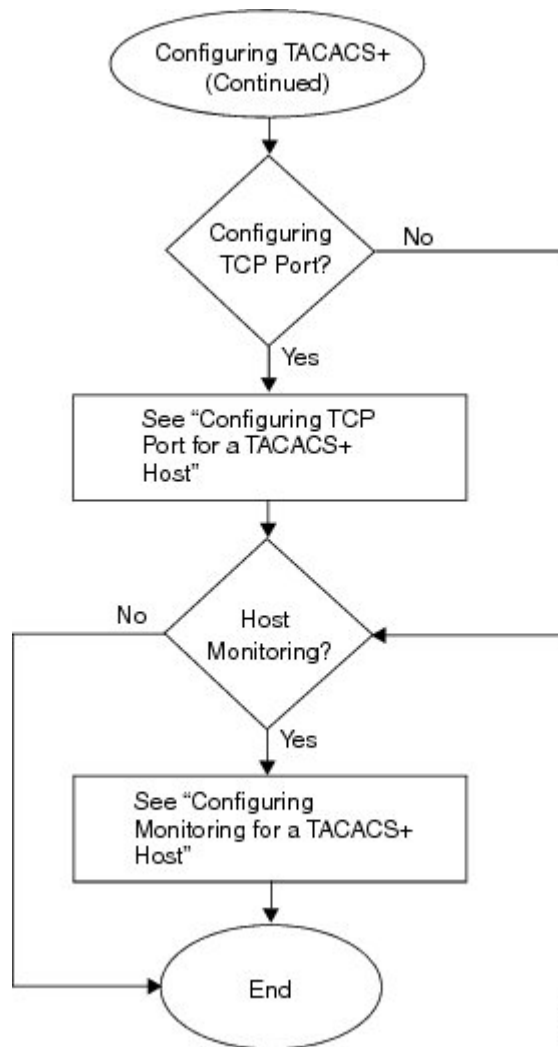 Configuring TACACS+
(Continued)
Configuring
TCP Port?
No
Yes
See “Configuring TCP
Port for a TACACS+
Host”
No
Host
Monitoring?
Yes
See “Configuring
Monitoring for a TACACS+
Host”
End